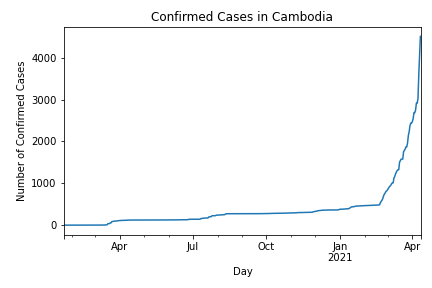 Confirmed Cases in Cambodia
Number of Confirmed Cases
4000
3000
2000
1000
0
Apr
Jul
Oct
Jan
2021
Apr
Day